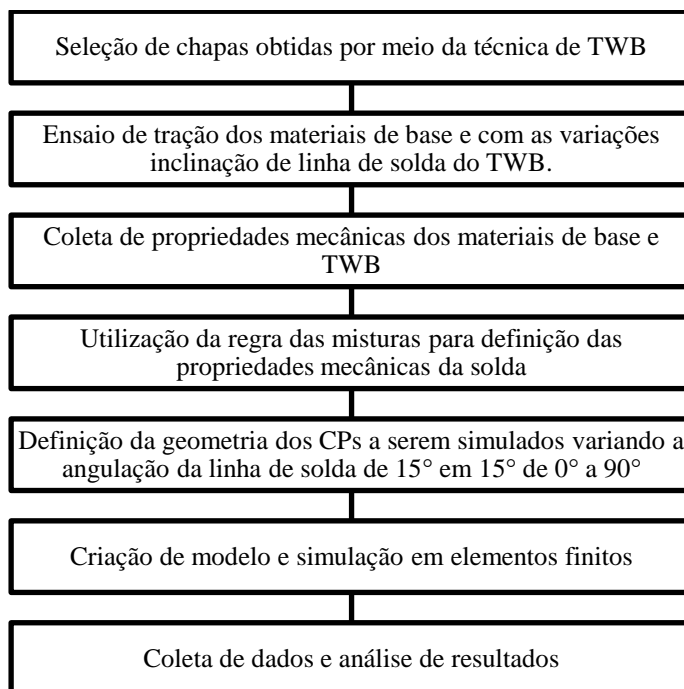 Seleção de chapas obtidas por meio da técnica de TWB
Ensaio de tração dos materiais de base e com as variações
inclinação de linha de solda do TWB.
Coleta de propriedades mecânicas dos materiais de base e
TWB
Utilização da regra das misturas para definição das
propriedades mecânicas da solda
Definição da geometria dos CPs a serem simulados variando a
angulação da linha de solda de 15° em 15° de 0° a 90°
Criação de modelo e simulação em elementos finitos
Coleta de dados e análise de resultados